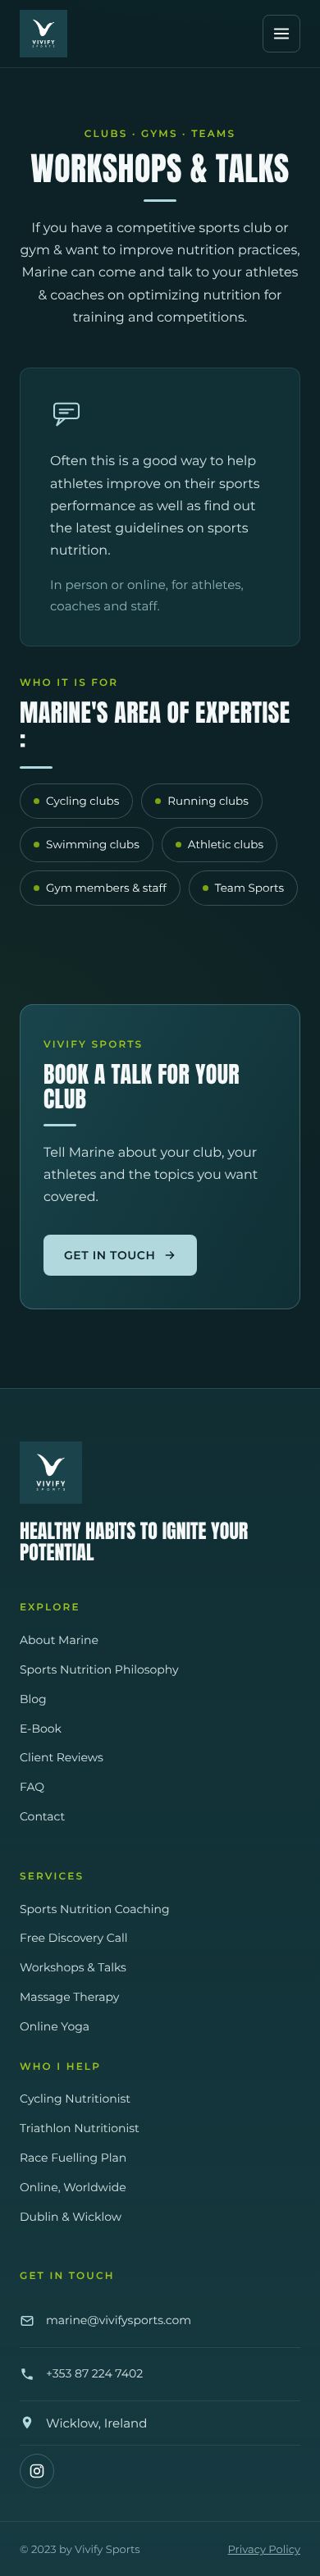 VIVIFY
SPORTS
CLUBS · GYMS · TEAMS
WORKSHOPS & TALKS
If you have a competitive sports club or
gym & want to improve nutrition practices,
Marine can come and talk to your athletes
& coaches on optimizing nutrition for
training and competitions.
Often this is a good way to help
athletes improve on their sports
performance as well as find out
the latest guidelines on sports
nutrition.
In person or online, for athletes,
coaches and staff.
WHO IT IS FOR
MARINE'S AREA OF EXPERTISE
:
Cycling clubs
Running clubs
Swimming clubs
Athletic clubs
Gym members & staff
Team Sports
VIVIFY SPORTS
BOOK A TALK FOR YOUR
CLUB
Tell Marine about your club, your
athletes and the topics you want
covered.
GET IN TOUCH →
VIVIFY
SPORTS
HEALTHY HABITS TO IGNITE YOUR
POTENTIAL
EXPLORE
About Marine
Sports Nutrition Philosophy
Blog
E-Book
Client Reviews
FAQ
Contact
SERVICES
Sports Nutrition Coaching
Free Discovery Call
Workshops & Talks
Massage Therapy
Online Yoga
WHO I HELP
Cycling Nutritionist
Triathlon Nutritionist
Race Fuelling Plan
Online, Worldwide
Dublin & Wicklow
GET IN TOUCH
marine@vivifysports.com
+353 87 224 7402
Wicklow, Ireland
© 2023 by Vivify Sports
Privacy Policy